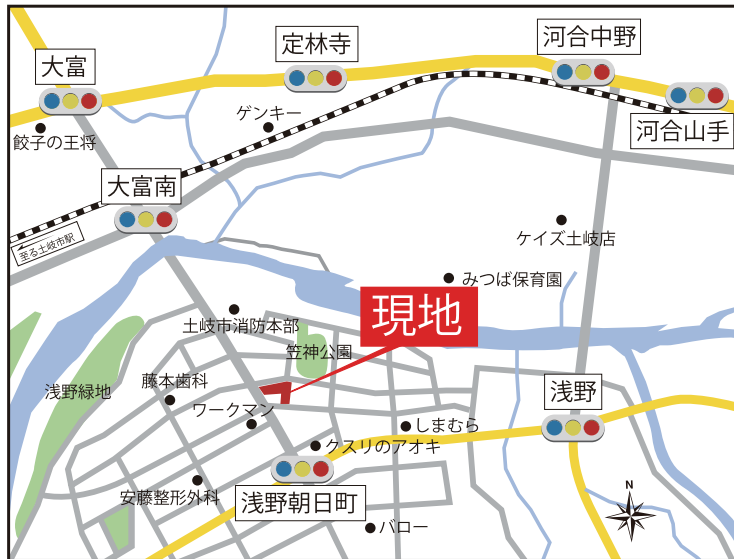 定林寺
河合中野
大富
河合山手
ゲンキー
餃子の王将
大富南
至る土岐市駅
ケイズ土岐店
みつば保育園
現地
土岐市消防本部
笠神公園
藤本歯科
浅野緑地
ワークマン
浅野
しまむら
クスリのアオキ
安藤整形外科
浅野朝日町
N
バロー